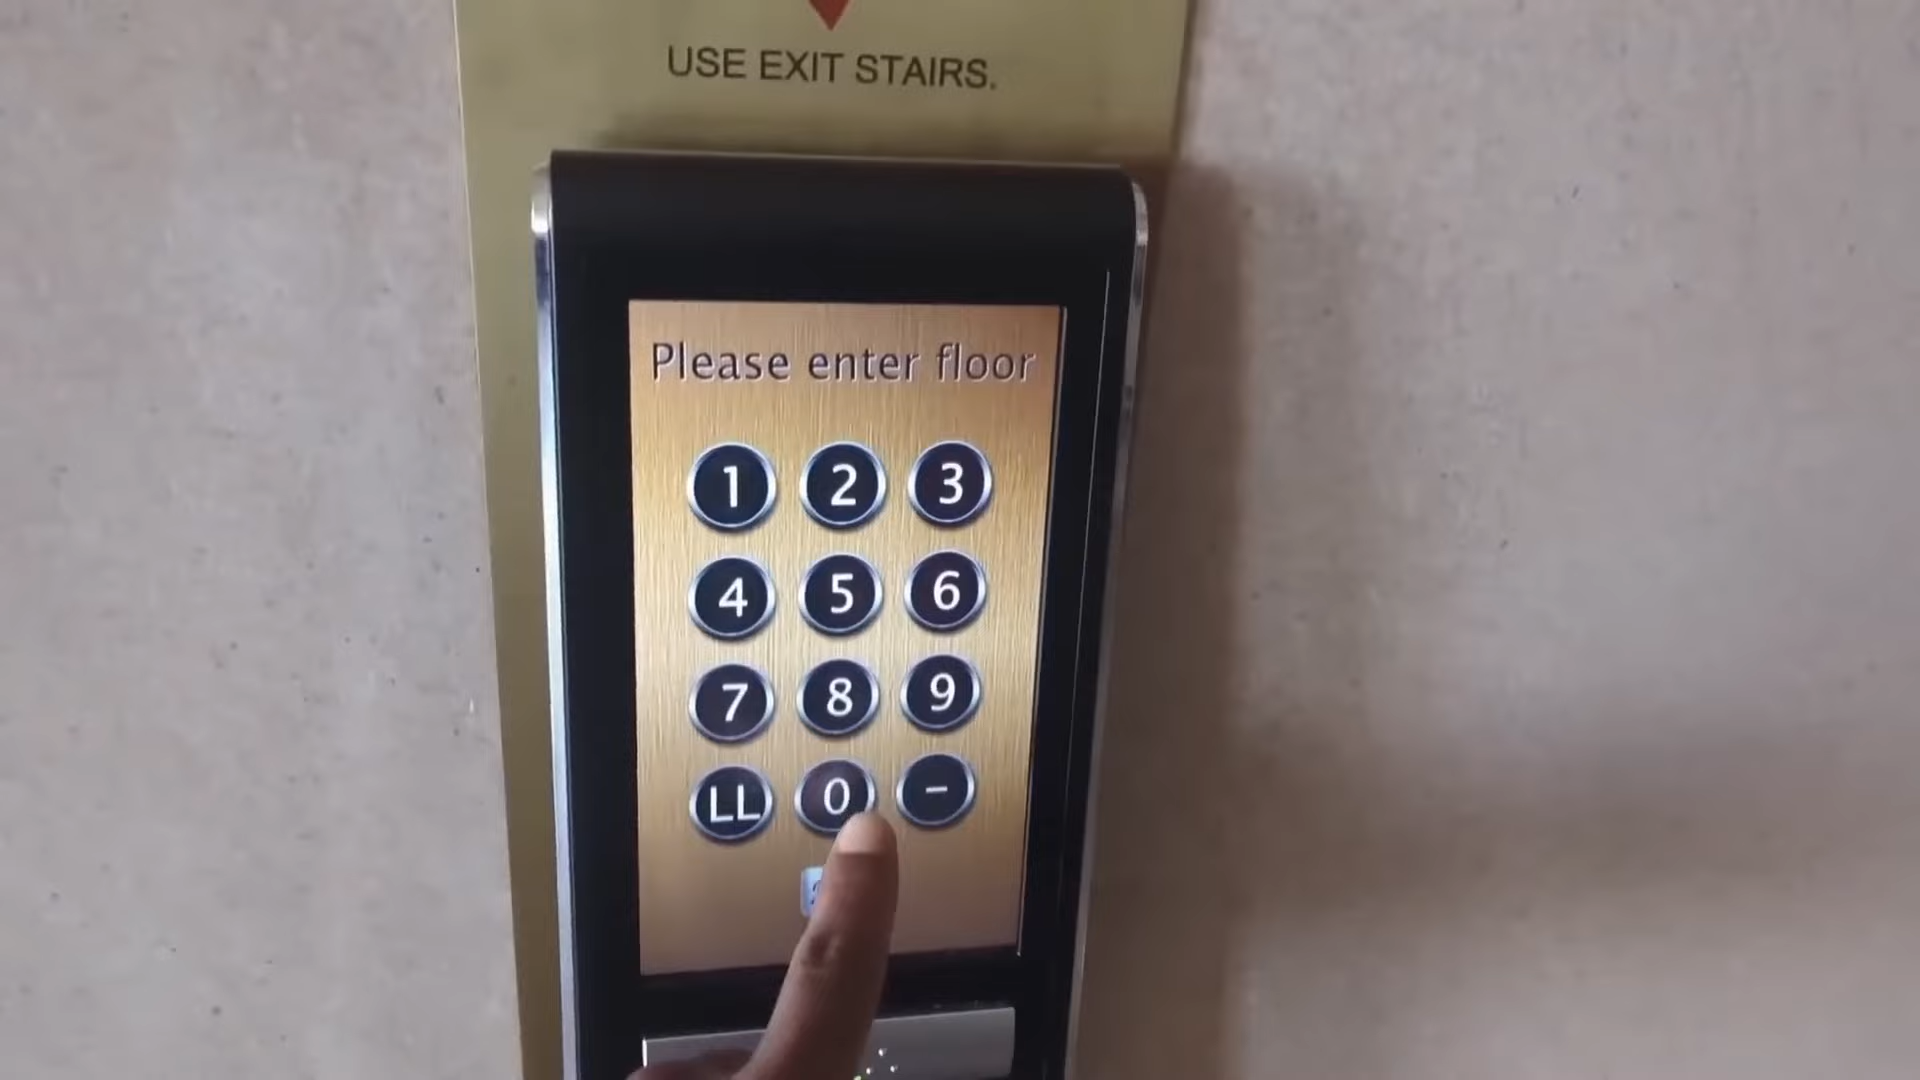 USE EXIT STAIRS.
Please enter floor
1 2 3
4 5 6
7 8 9
LL 0 –